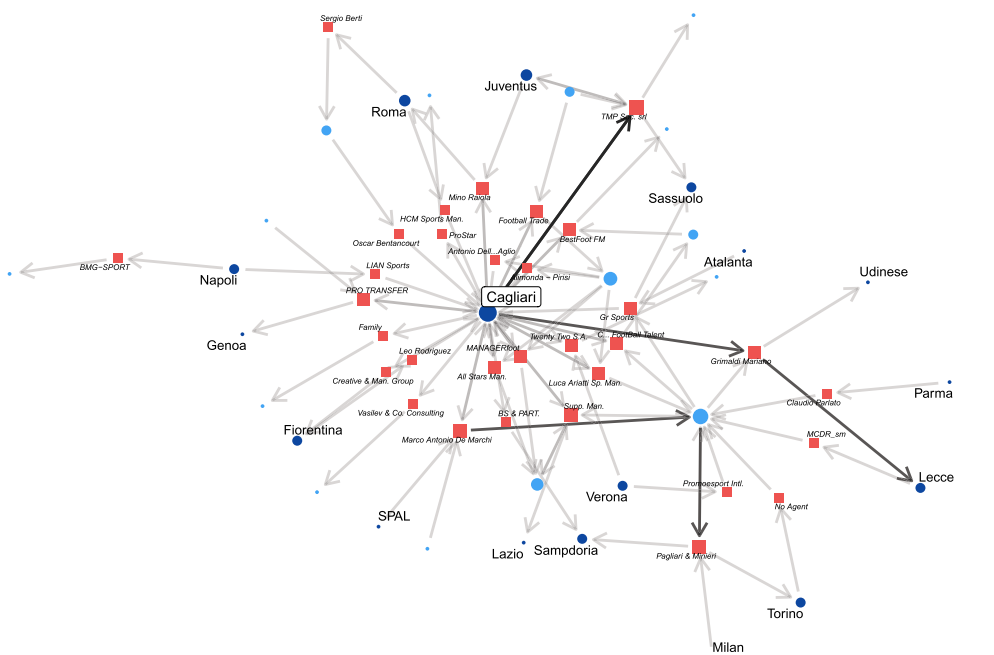 Sergio Berti
Juventus
Roma
TMP Soc. srl
Sassuolo
Mino Raiola
HCM Sports Man.
Football Trade
ProStar
BestFoot FM
Oscar Bentancourt
Antonio Dell...Aglio
Atalanta
BMG-SPORT
LIAN Sports
Almonda - Pirisi
Udinese
Napoli
PRO TRANSFER
Cagliari
Gr Sports
Family
Twenty Two S.A.
FootBall Talent
Genoa
Leo Rodriguez
MANAGERfoot
Grimaldi Mariano
All Stars Man.
Creative & Man. Group
Luca Ariatti Sp. Man.
Parma
Claudio Parlato
Vasilev & Co: Consulting
BS & PART.
Supp. Man.
Fiorentina
Marco Antonio De Marchi
MCDR_sm
Lecce
Promoesport Intl.
Verona
No Agent
SPAL
Lazio
Sampdoria
Pagliari & Minieri
Torino
Milan